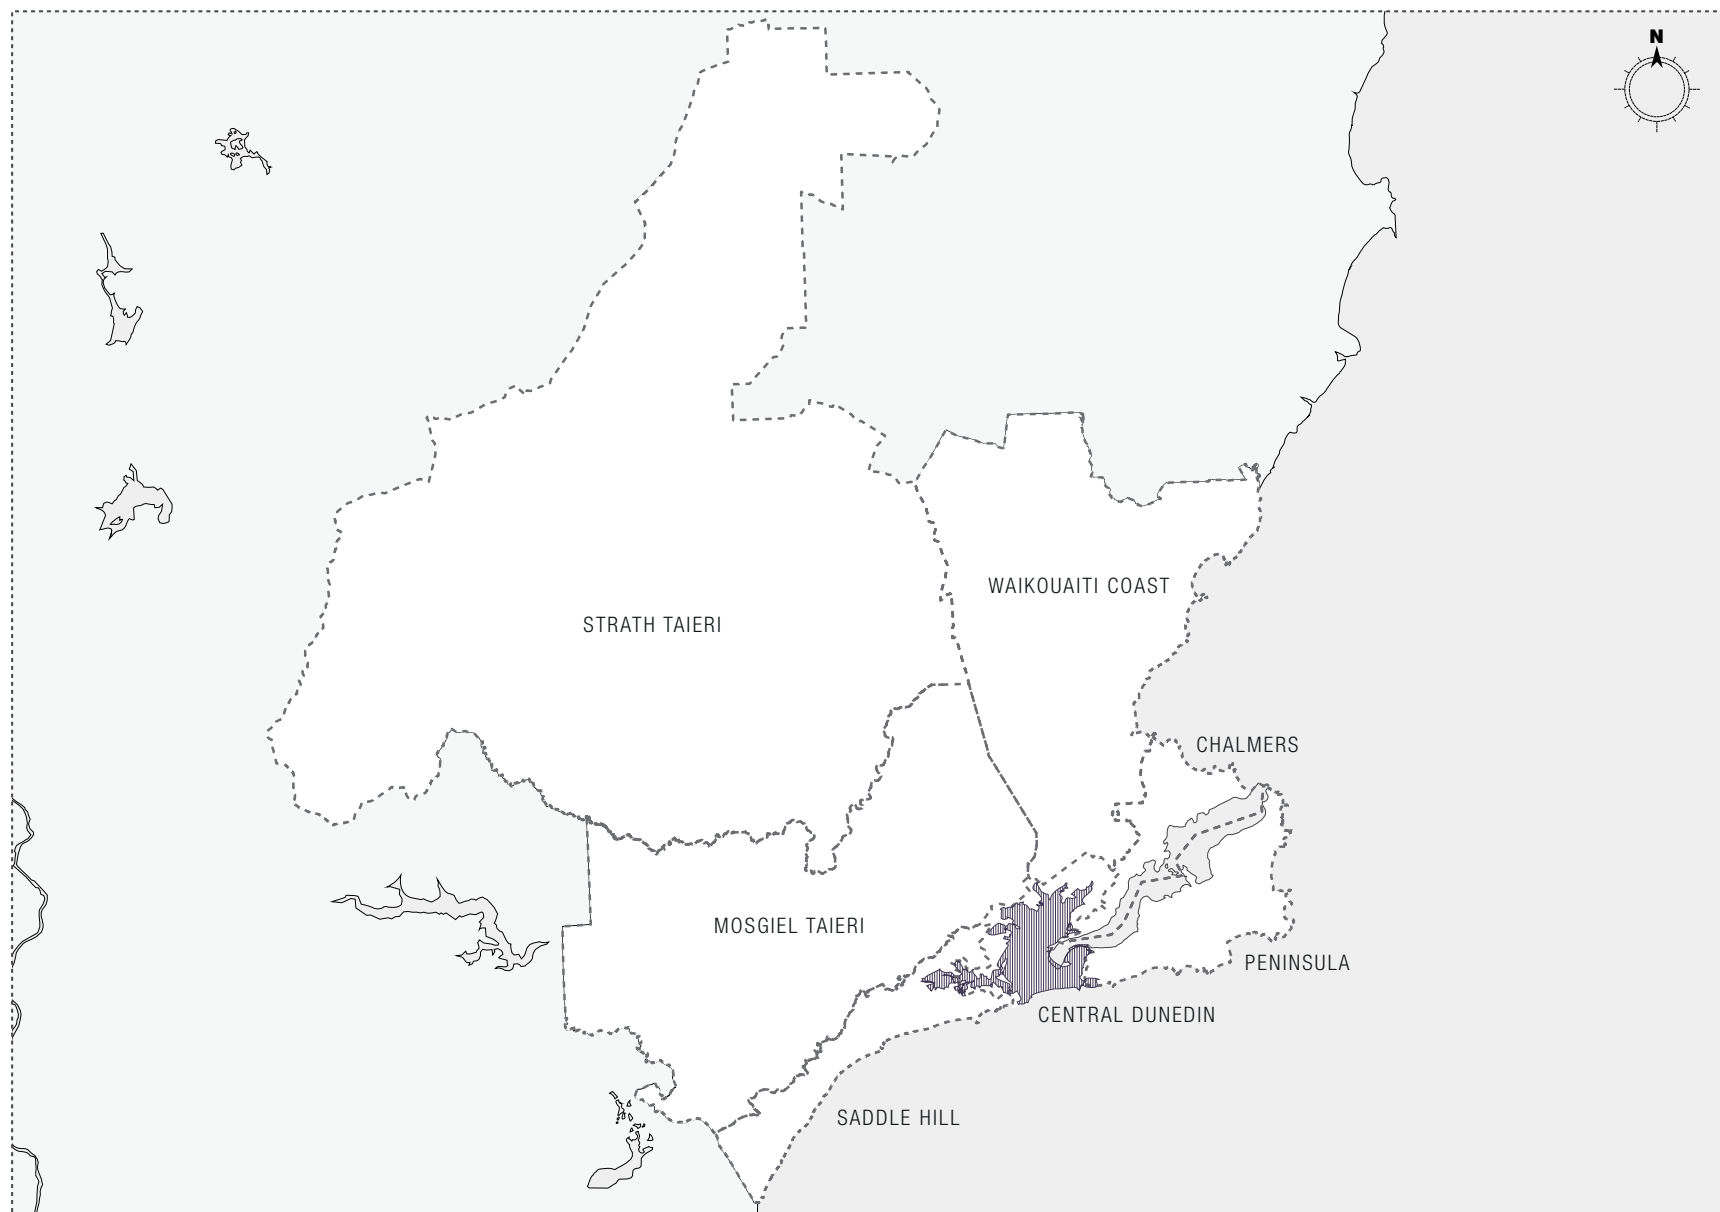 N
WAIKOUAITI COAST
STRATH TAIERI
CHALMERS
MOSGIEL TAIERI
PENINSULA
CENTRAL DUNEDIN
SADDLE HILL